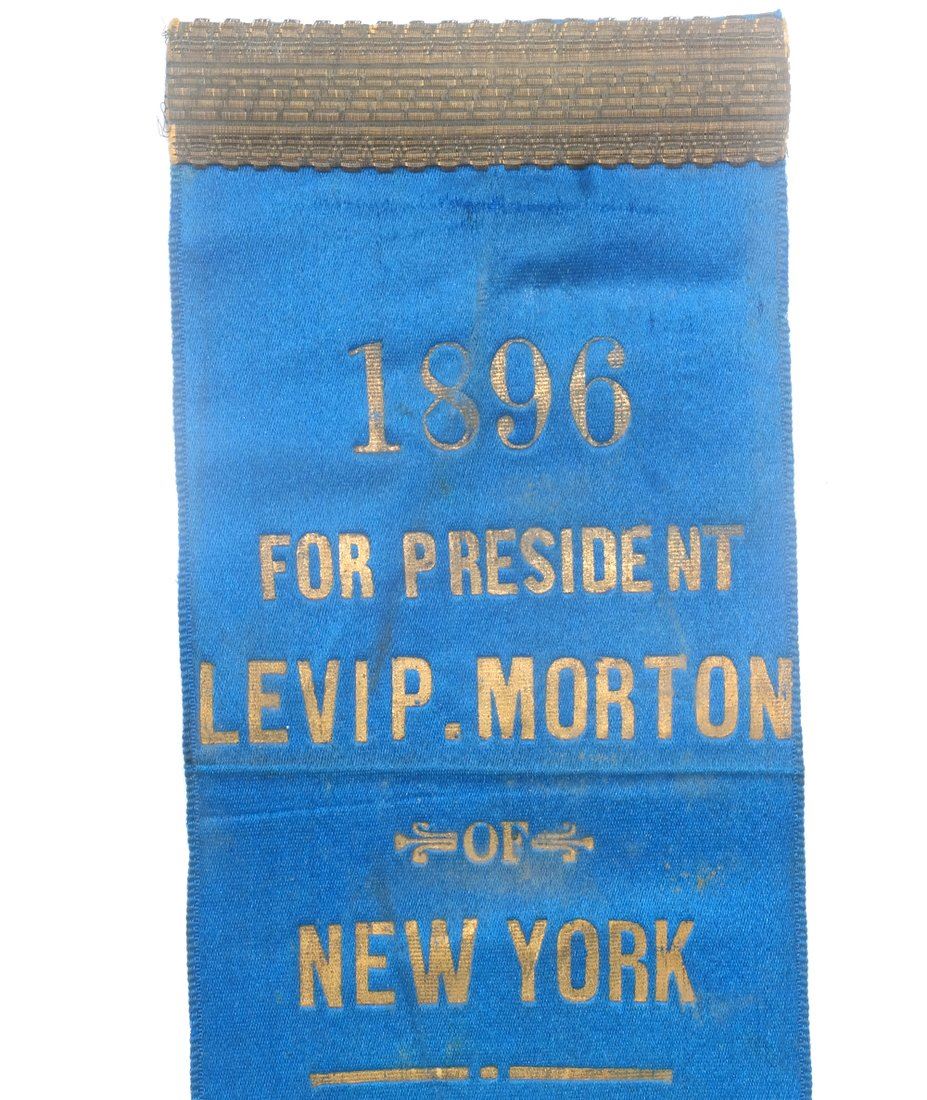 1896
FOR PRESIDENT
LEVI P. MORTON
OF
NEW YORK